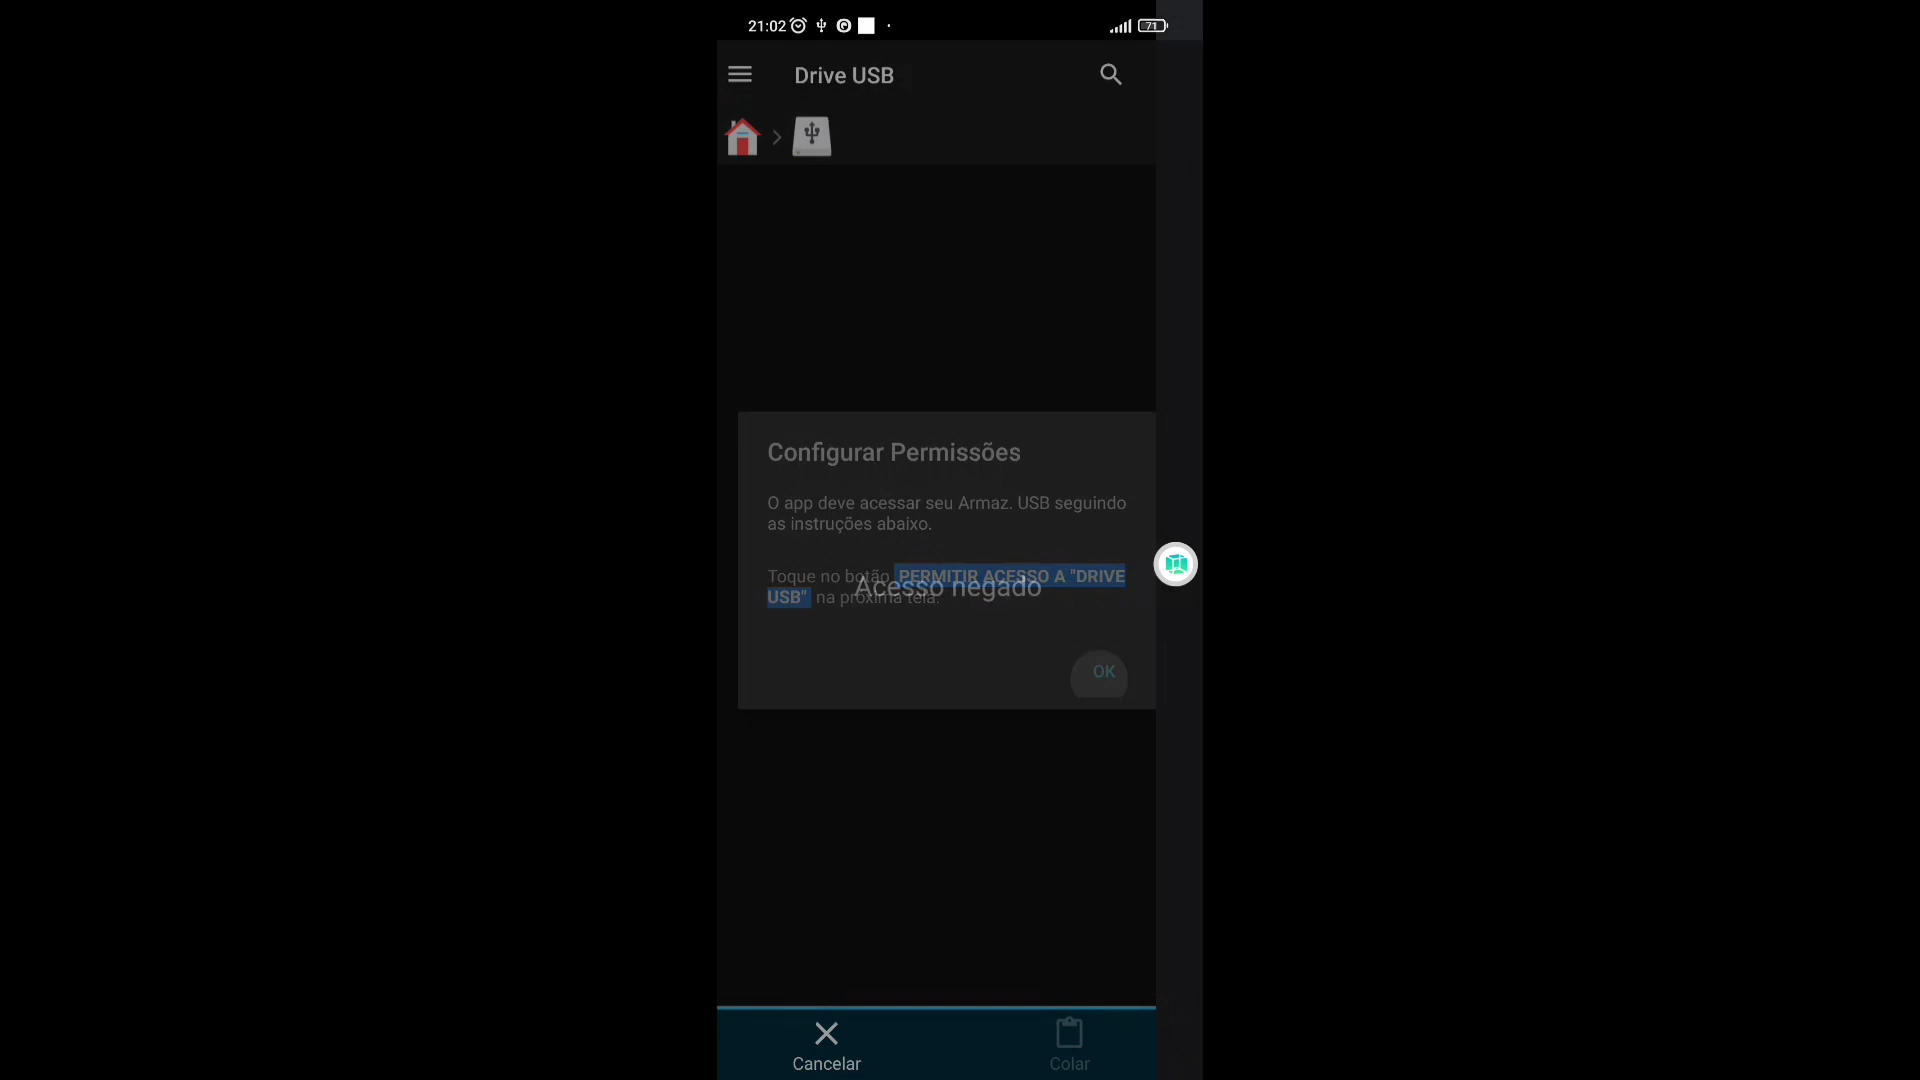 21:02
71
Drive USB
Configurar Permissões
O app deve acessar seu Armaz. USB seguindo
as instruções abaixo.
Toque no botão PERMITIR ACESSO A "DRIVE
USB" na próxima tela.
Acesso negado
OK
Cancelar
Colar